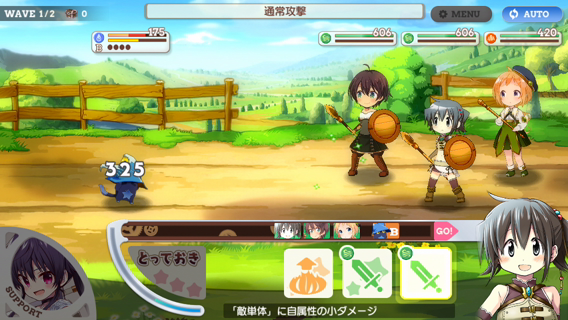 WAVE 1/2 0
通常攻撃
MENU
AUTO
175
B
606
606
420
325
B
GO!
とっておき
SUPPORT
「敵単体」に自属性の小ダメージ